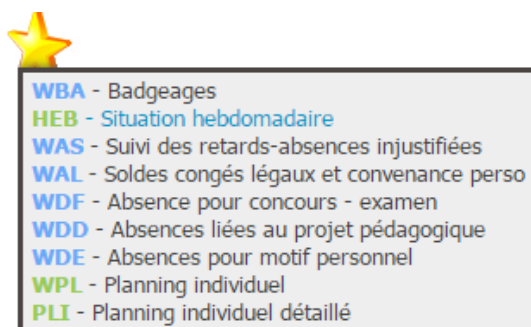 WBA - Badgeages
HEB - Situation hebdomadaire
WAS - Suivi des retards-absences injustifiées
WAL - Soldes congés légaux et convenance perso
WDF - Absence pour concours - examen
WDD - Absences liées au projet pédagogique
WDE - Absences pour motif personnel
WPL - Planning individuel
PLI - Planning individuel détaillé